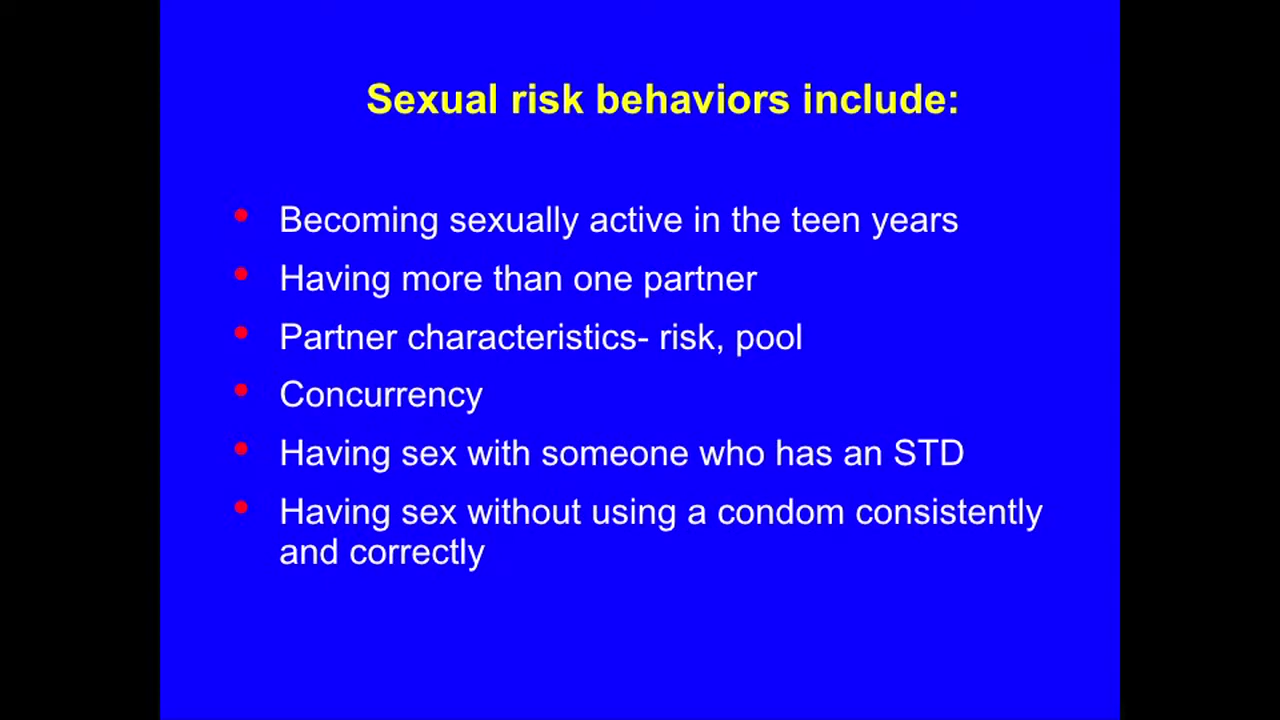 Sexual risk behaviors include:
• Becoming sexually active in the teen years
• Having more than one partner
• Partner characteristics- risk, pool
• Concurrency
• Having sex with someone who has an STD
• Having sex without using a condom consistently
and correctly